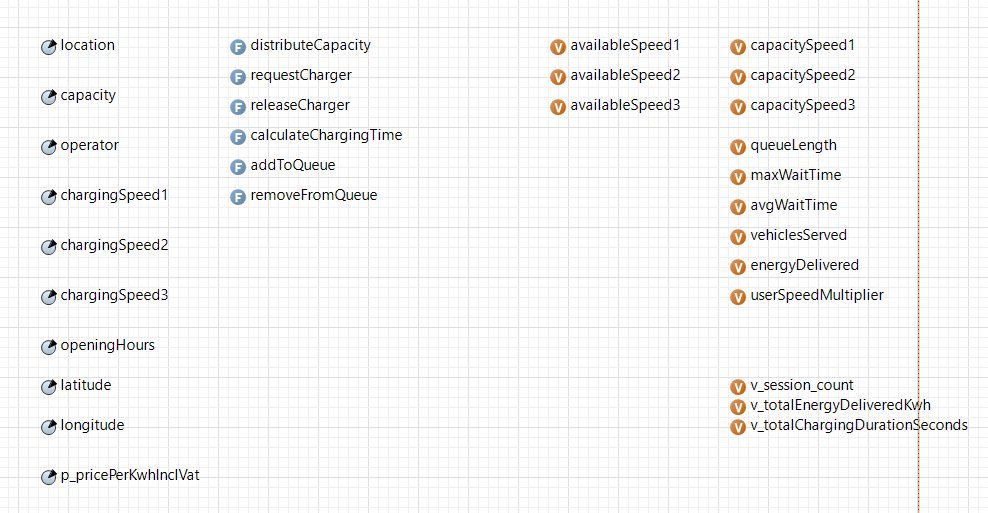 location
capacity
operator
chargingSpeed1
chargingSpeed2
chargingSpeed3
openingHours
latitude
longitude
p_pricePerKwhInclVat
F distributeCapacity
F requestCharger
F releaseCharger
F calculateChargingTime
F addToQueue
F removeFromQueue
V availableSpeed1
V availableSpeed2
V availableSpeed3
V capacitySpeed1
V capacitySpeed2
V capacitySpeed3
V queueLength
V maxWaitTime
V avgWaitTime
V vehiclesServed
V energyDelivered
V userSpeedMultiplier
V v_session_count
V v_totalEnergyDeliveredKwh
V v_totalChargingDurationSeconds